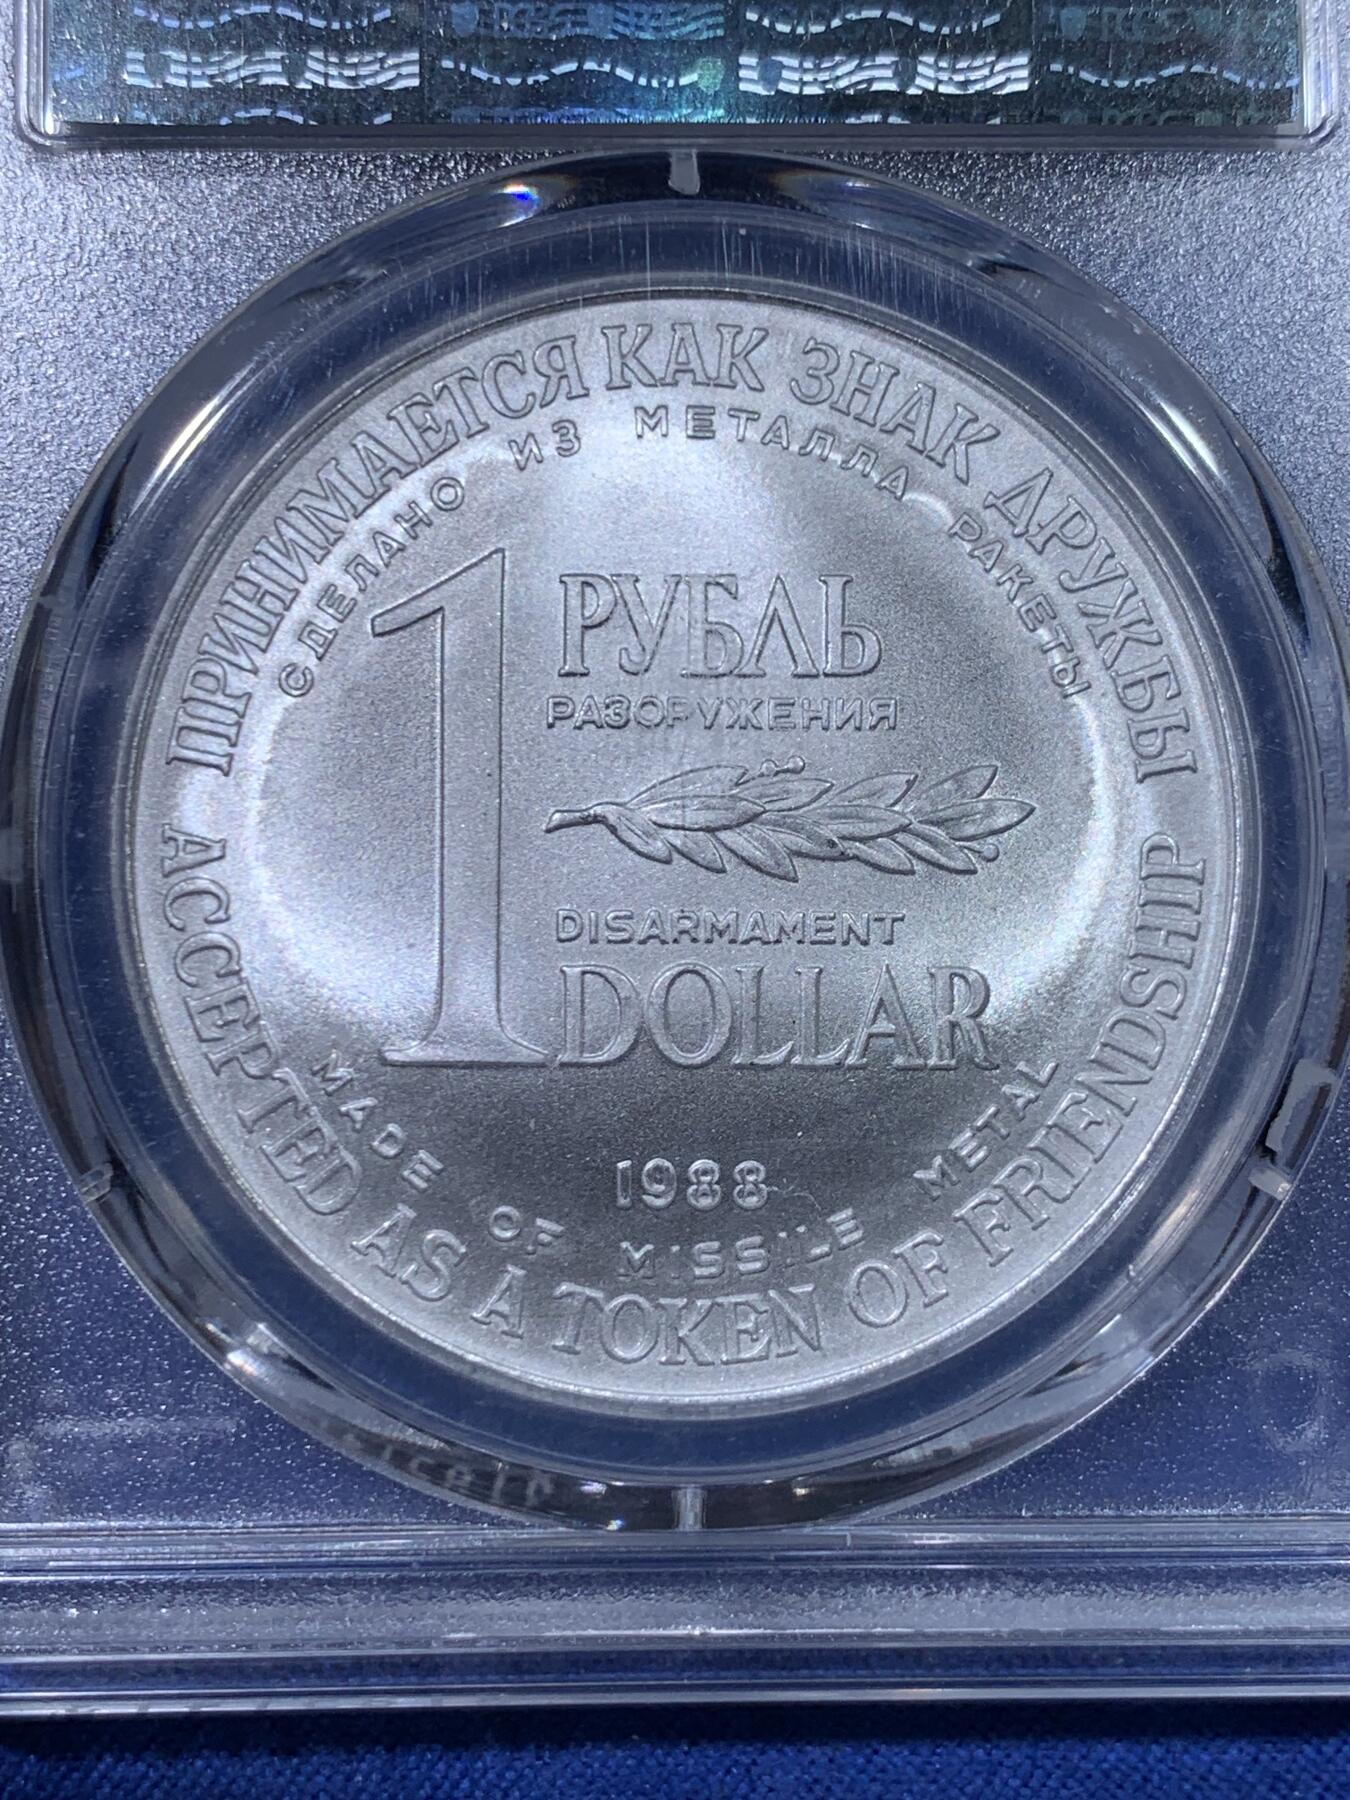 ПРИНИМАЕТСЯ КАК ЗНАК ДРУЖБЫ
СДЕЛАНО ИЗ МЕТАЛЛА РАКЕТЫ
1
РУБЛЬ
РАЗОРУЖЕНИЯ
DISARMAMENT
DOLLAR
1988
MADE OF MISSILE METAL
ACCEPTED AS A TOKEN OF FRIENDSHIP